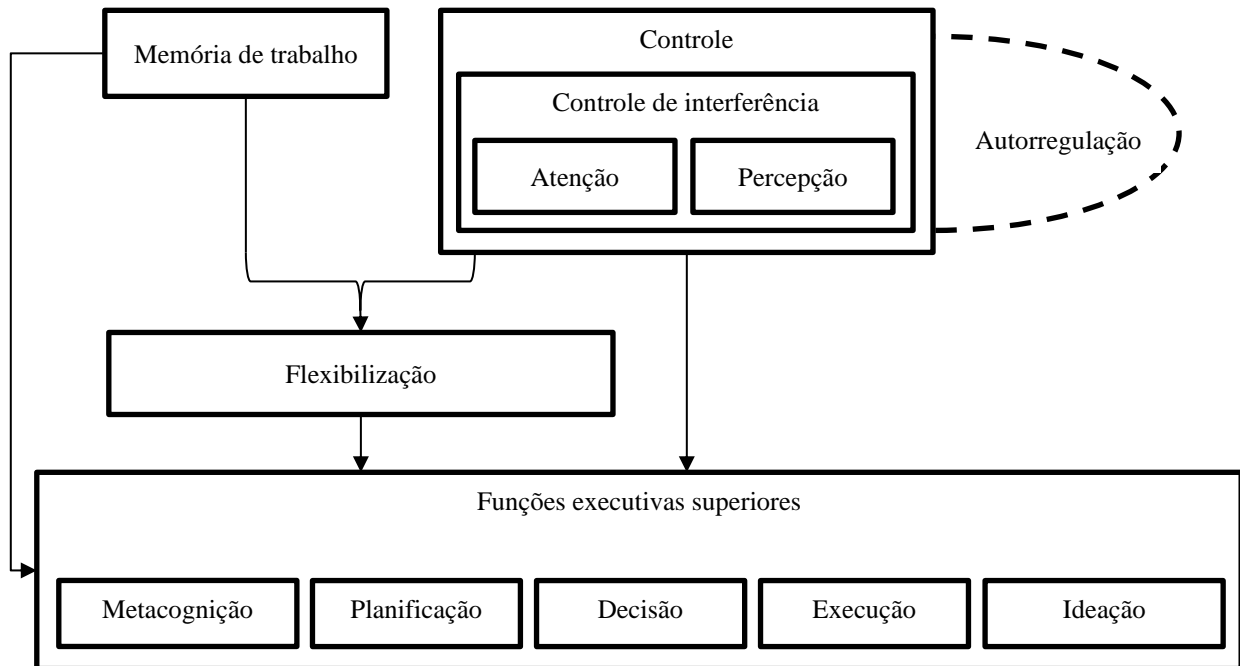 Memória de trabalho
Controle
Controle de interferência
Atenção
Percepção
Autorregulação
Flexibilização
Funções executivas superiores
Metacognição
Planificação
Decisão
Execução
Ideação